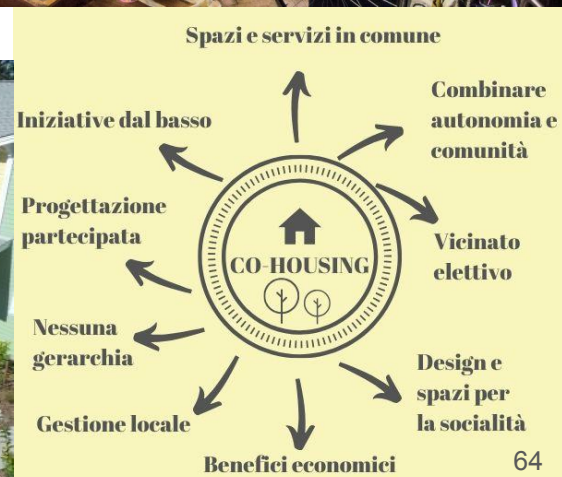 Spazi e servizi in comune
Combinare
autonomia e
comunità
Vicinato
elettivo
Design e
spazi per
la socialità
Benefici economici
Gestione locale
Nessuna
gerarchia
Progettazione
partecipata
Iniziative dal basso
CO-HOUSING
64